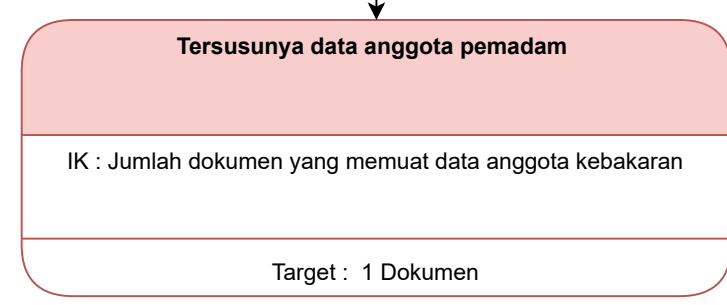 Tersusunya data anggota pemadam
IK : Jumlah dokumen yang memuat data anggota kebakaran
Target :  1 Dokumen